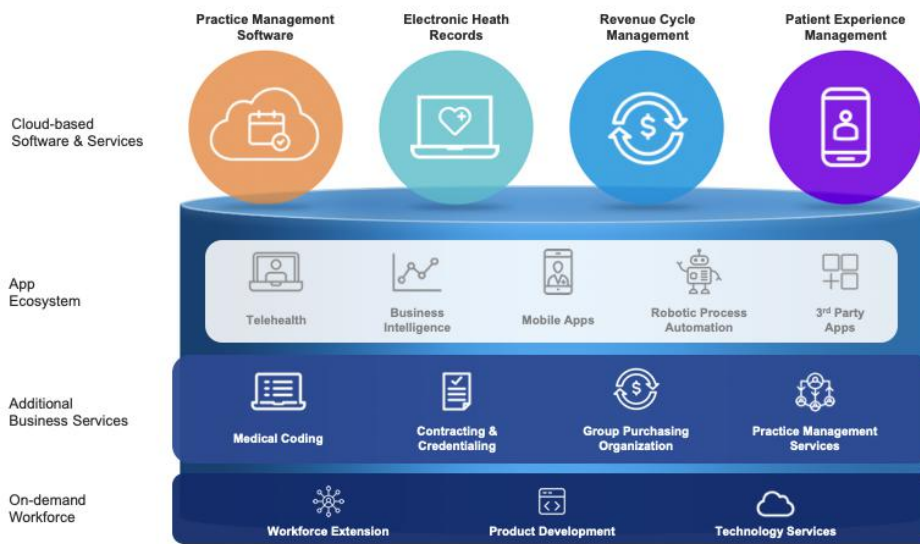 Practice Management
Software
Electronic Heath
Records
Revenue Cycle
Management
Patient Experience
Management
Cloud-based
Software & Services
$
App
Ecosystem
Telehealth
Business
Intelligence
Mobile Apps
Robotic Process
Automation
3rd Party
Apps
Additional
Business Services
$
Medical Coding
Contracting &
Credentialing
Group Purchasing
Organization
Practice Management
Services
On-demand
Workforce
Workforce Extension
Product Development
Technology Services